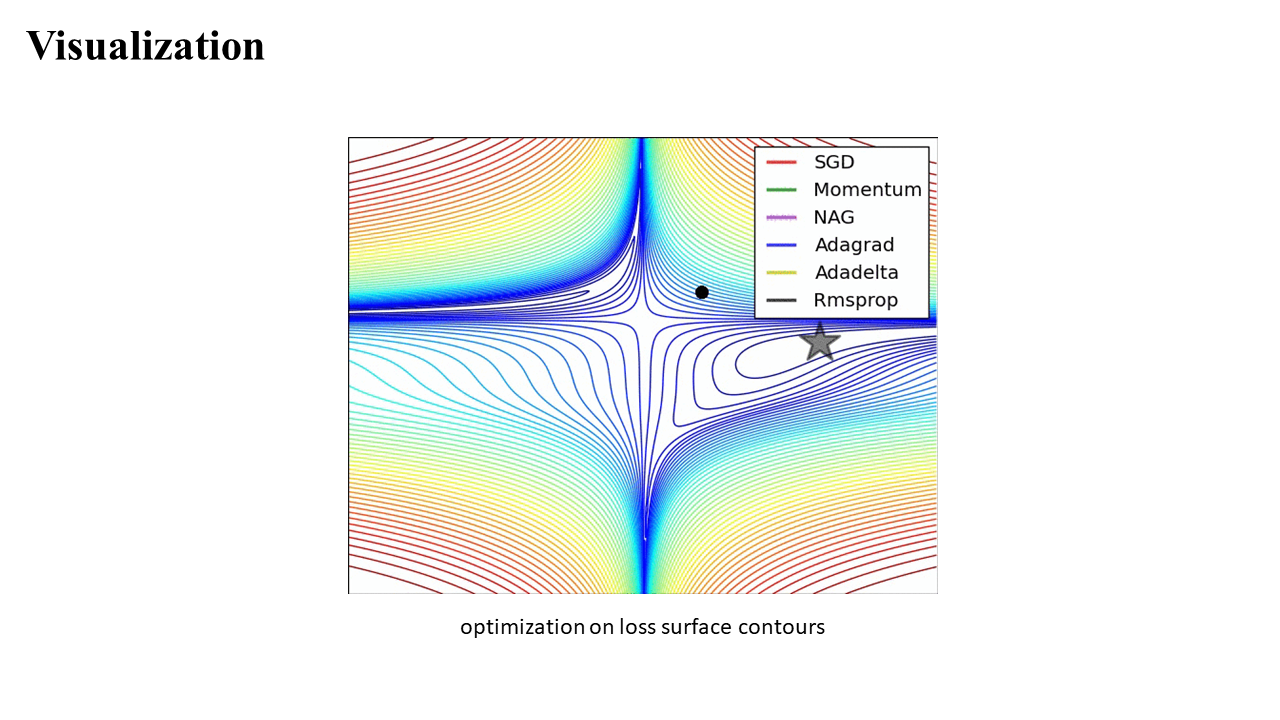 Visualization
SGD
Momentum
NAG
Adagrad
Adadelta
Rmsprop
optimization on loss surface contours